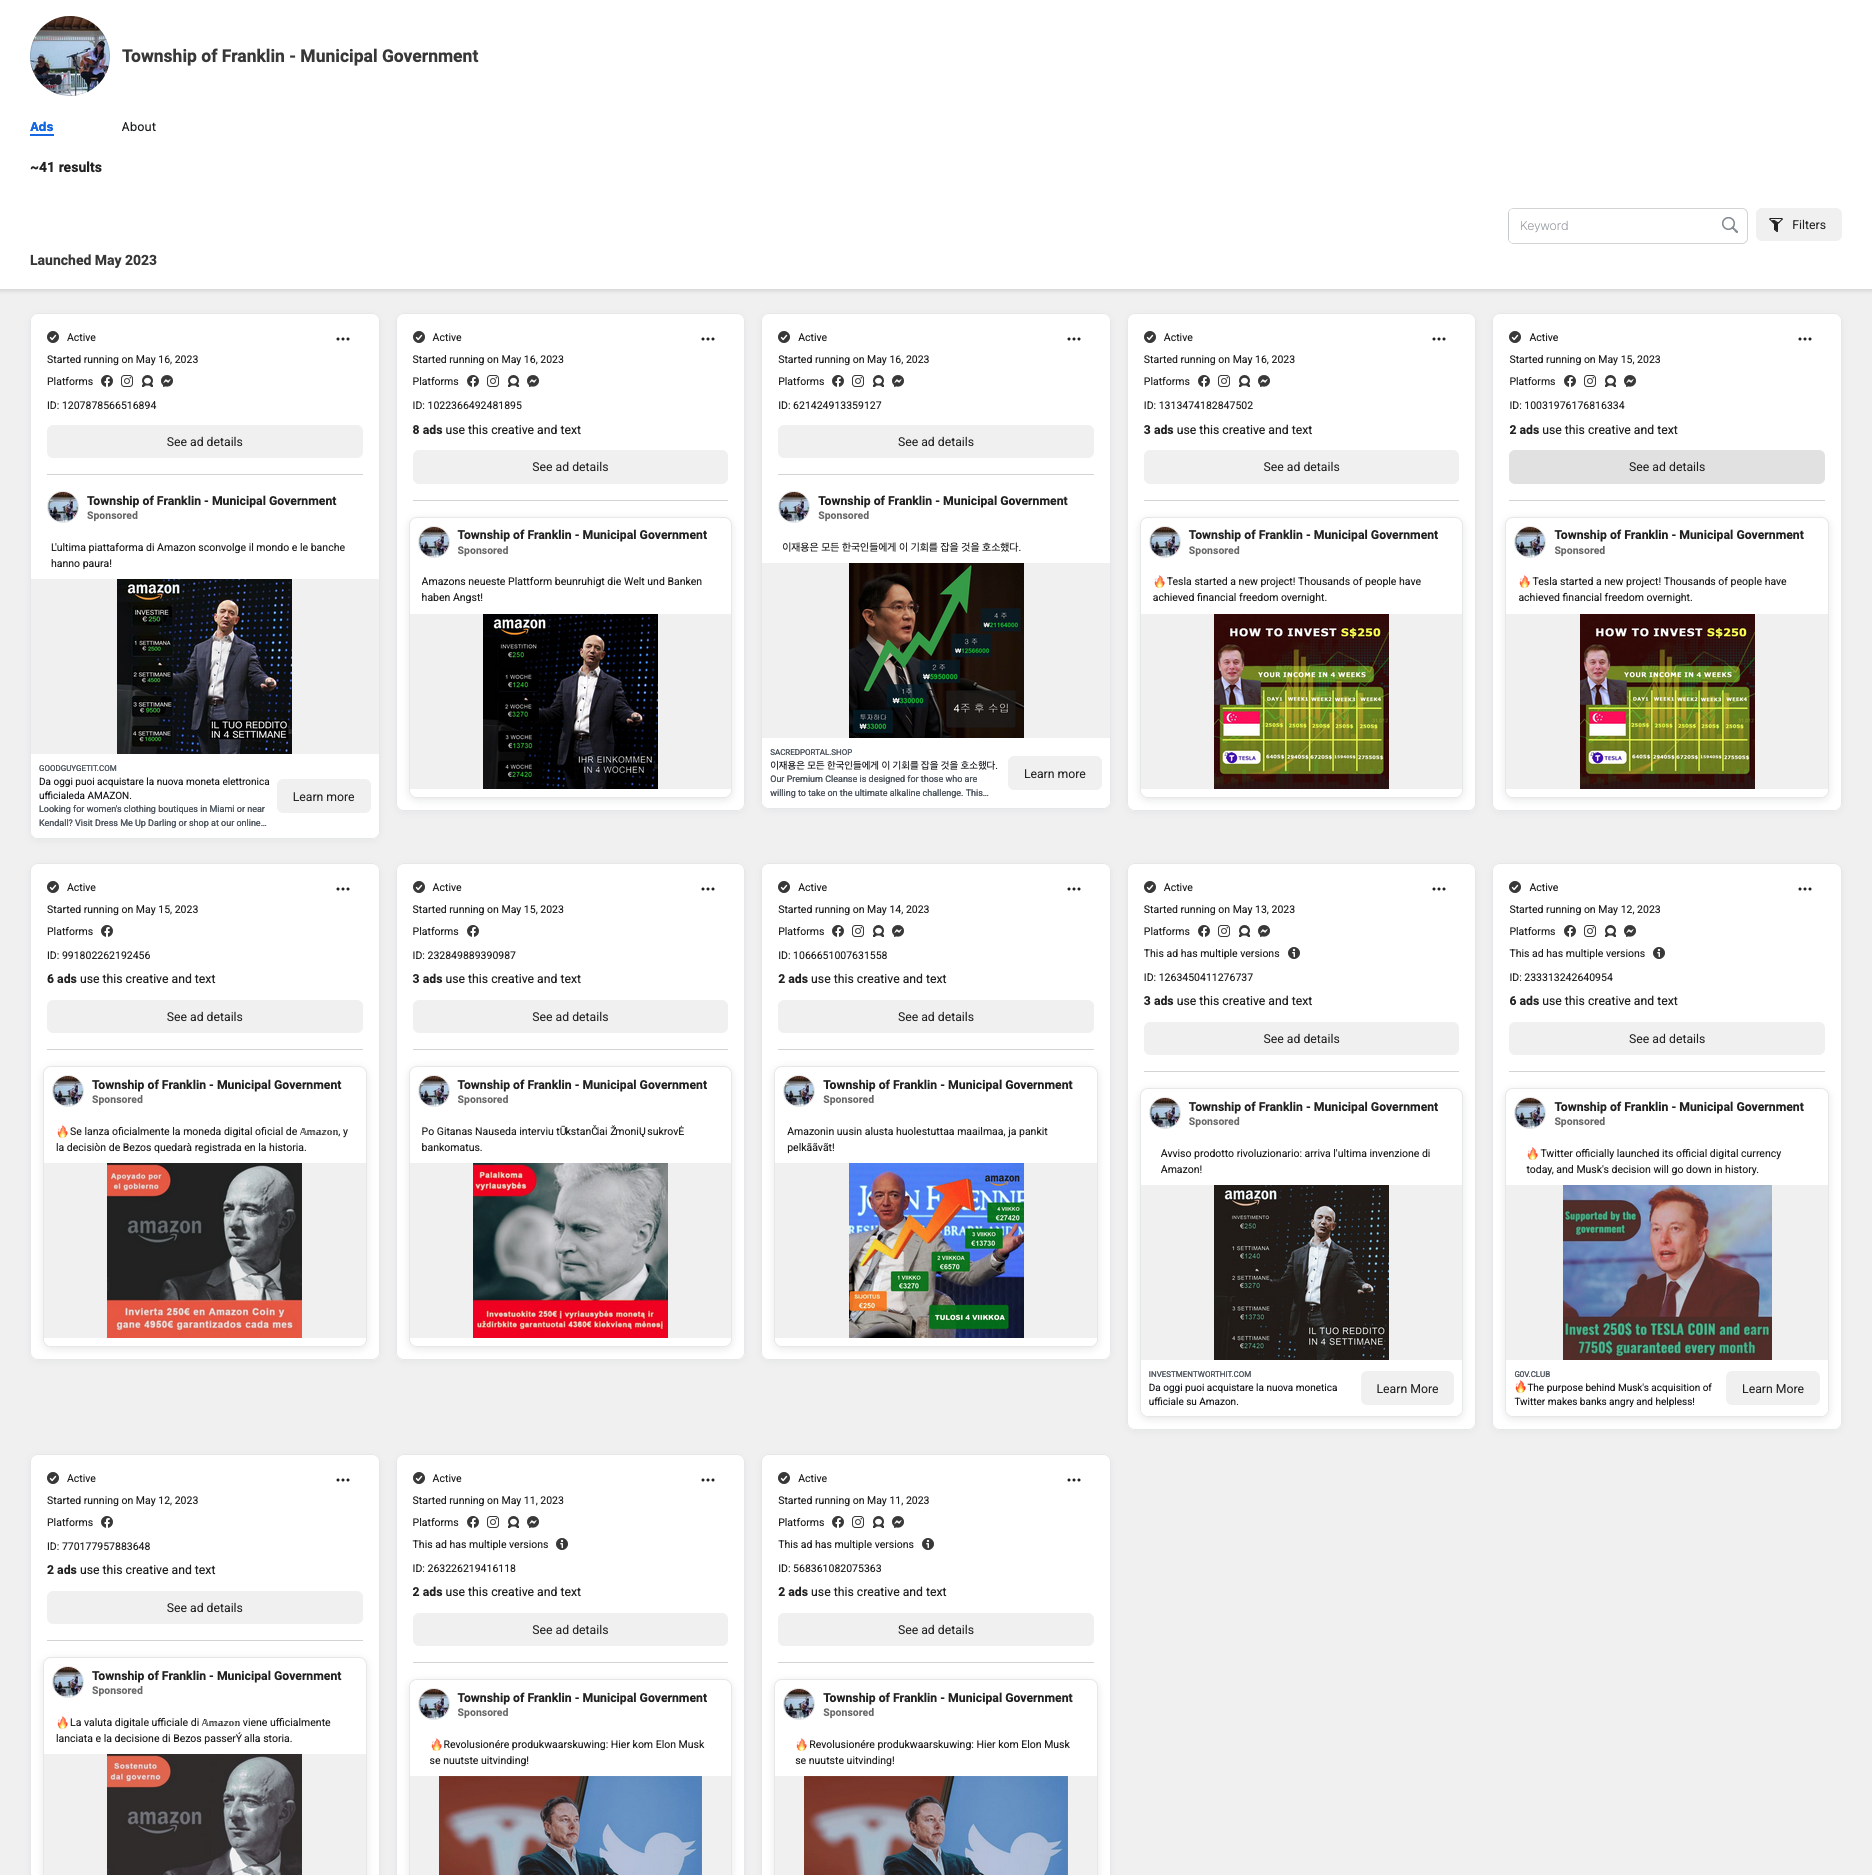 Township of Franklin - Municipal Government
Ads About
~41 results
Keyword
Filters
Launched May 2023
Active
Started running on May 16, 2023
Platforms
ID: 1207878566516894
See ad details
Township of Franklin - Municipal Government
Sponsored
L'ultima piattaforma di Amazon sconvolge il mondo e le banche
hanno paura!
amazon
INVESTIRE
€ 250
1 SETTIMANA
€ 2500
2 SETTIMANE
€ 4500
3 SETTIMANE
€ 9500
4 SETTIMANE
€ 16000
IL TUO REDDITO
IN 4 SETTIMANE
GOODGUYGETIT.COM
Da oggi puoi acquistare la nuova moneta elettronica
ufficialeda AMAZON.
Looking for women's clothing boutiques in Miami or near
Kendall? Visit Dress Me Up Darling or shop at our online...
Learn more
Active
Started running on May 16, 2023
Platforms
ID: 1022366492481895
8 ads use this creative and text
See ad details
Township of Franklin - Municipal Government
Sponsored
Amazons neueste Plattform beunruhigt die Welt und Banken
haben Angst!
amazon
INVESTITION
€250
1 WOCHE
€1240
2 WOCHE
€3270
3 WOCHE
€13730
4 WOCHE
€27420
IHR EINKOMMEN
IN 4 WOCHEN
Active
Started running on May 16, 2023
Platforms
ID: 621424913359127
See ad details
Township of Franklin - Municipal Government
Sponsored
이재용은 모든 한국인들에게 이 기회를 잡을 것을 호소했다.
4 주
₩21164000
3 주
₩12566000
2 주
₩5950000
1주
₩330000
투자하다
₩33000
4주 후 수입
SACREDPORTAL.SHOP
이재용은 모든 한국인들에게 이 기회를 잡을 것을 호소했다.
Our Premium Cleanse is designed for those who are
willing to take on the ultimate alkaline challenge. This...
Learn more
Active
Started running on May 16, 2023
Platforms
ID: 1313474182847502
3 ads use this creative and text
See ad details
Township of Franklin - Municipal Government
Sponsored
🔥Tesla started a new project! Thousands of people have
achieved financial freedom overnight.
HOW TO INVEST S$250
YOUR INCOME IN 4 WEEKS
DAY1 WEEK1 WEEK2 WEEK3 WEEK4
250S$ 250S$ 250S$ 250S$ 250S$
TESLA 640S$ 2940S$ 6720S$ 15940S$ 27550S$
Active
Started running on May 15, 2023
Platforms
ID: 10031976176816334
2 ads use this creative and text
See ad details
Township of Franklin - Municipal Government
Sponsored
🔥Tesla started a new project! Thousands of people have
achieved financial freedom overnight.
HOW TO INVEST S$250
YOUR INCOME IN 4 WEEKS
DAY1 WEEK1 WEEK2 WEEK3 WEEK4
250S$ 250S$ 250S$ 250S$ 250S$
TESLA 640S$ 2940S$ 6720S$ 15940S$ 27550S$
Active
Started running on May 15, 2023
Platforms
ID: 991802262192456
6 ads use this creative and text
See ad details
Township of Franklin - Municipal Government
Sponsored
🔥Se lanza oficialmente la moneda digital oficial de 𝔸mazon, y
la decisiòn de Bezos quedarà registrada en la historia.
Apoyado por
el gobierno
amazon
Invierta 250€ en Amazon Coin y
gane 4950€ garantizados cada mes
Active
Started running on May 15, 2023
Platforms
ID: 232849889390987
3 ads use this creative and text
See ad details
Township of Franklin - Municipal Government
Sponsored
Po Gitanas Nauseda interviu tŪkstanČiai ŽmoniŲ sukrovĖ
bankomatus.
Palaikoma
vyriausybės
Investuokite 250€ į vyriausybės monetą ir
uždirbkite garantuotai 4360€ kiekvieną mėnesį
Active
Started running on May 14, 2023
Platforms
ID: 1066651007631558
2 ads use this creative and text
See ad details
Township of Franklin - Municipal Government
Sponsored
Amazonin uusin alusta huolestuttaa maailmaa, ja pankit
pelkäävät!
amazon
4 VIIKKO
€27420
3 VIIKKO
€13730
2 VIIKKOA
€6570
1 VIIKKO
€3270
SIJOITUS
€250
TULOSI 4 VIIKKOA
Active
Started running on May 13, 2023
Platforms
This ad has multiple versions
ID: 1263450411276737
3 ads use this creative and text
See ad details
Township of Franklin - Municipal Government
Sponsored
Avviso prodotto rivoluzionario: arriva l'ultima invenzione di
Amazon!
amazon
INVESTIMENTO
€250
1 SETTIMANA
€1240
2 SETTIMANE
€3270
3 SETTIMANE
€13730
4 SETTIMANE
€27420
IL TUO REDDITO
IN 4 SETTIMANE
INVESTMENTWORTHIT.COM
Da oggi puoi acquistare la nuova monetica
ufficiale su Amazon.
Learn More
Active
Started running on May 12, 2023
Platforms
This ad has multiple versions
ID: 233313242640954
6 ads use this creative and text
See ad details
Township of Franklin - Municipal Government
Sponsored
🔥Twitter officially launched its official digital currency
today, and Musk's decision will go down in history.
Supported by the
government
Invest 250$ to TESLA COIN and earn
7750$ guaranteed every month
GOV.CLUB
🔥The purpose behind Musk's acquisition of
Twitter makes banks angry and helpless!
Learn More
Active
Started running on May 12, 2023
Platforms
ID: 770177957883648
2 ads use this creative and text
See ad details
Township of Franklin - Municipal Government
Sponsored
🔥La valuta digitale ufficiale di 𝔸mazon viene ufficialmente
lanciata e la decisione di Bezos passerÝ alla storia.
Sostenuto
dal governo
amazon
Active
Started running on May 11, 2023
Platforms
This ad has multiple versions
ID: 263226219416118
2 ads use this creative and text
See ad details
Township of Franklin - Municipal Government
Sponsored
🔥Revolusionére produkwaarskuwing: Hier kom Elon Musk
se nuutste uitvinding!
Active
Started running on May 11, 2023
Platforms
This ad has multiple versions
ID: 568361082075363
2 ads use this creative and text
See ad details
Township of Franklin - Municipal Government
Sponsored
🔥Revolusionére produkwaarskuwing: Hier kom Elon Musk
se nuutste uitvinding!